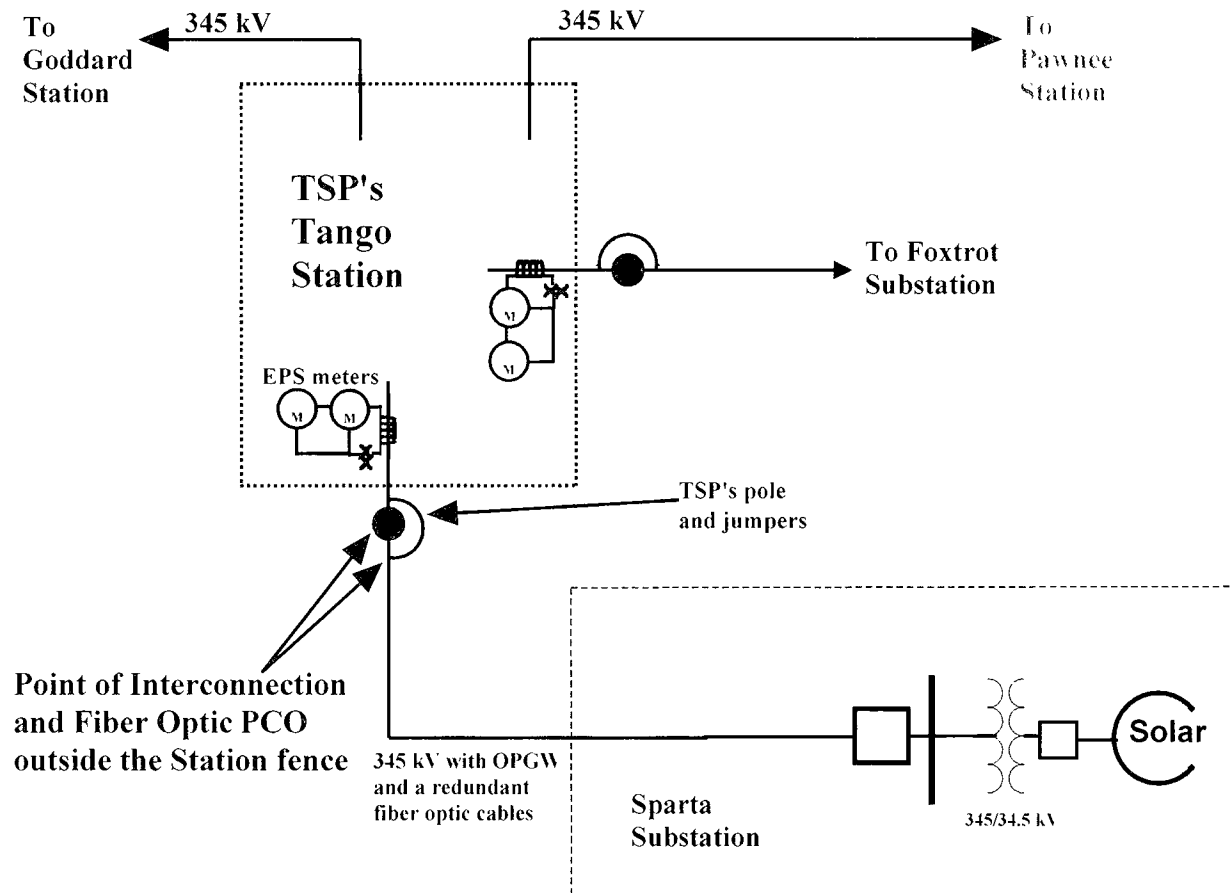 To
Goddard
Station
345 kV
345 kV
To
Pawnee
Station
TSP's
Tango
Station
To Foxtrot
Substation
M
M
EPS meters
M
M
TSP's pole
and jumpers
Point of Interconnection
and Fiber Optic PCO
outside the Station fence
345 kV with OPGW
and a redundant
fiber optic cables
Sparta
Substation
Solar
345/34.5 kV